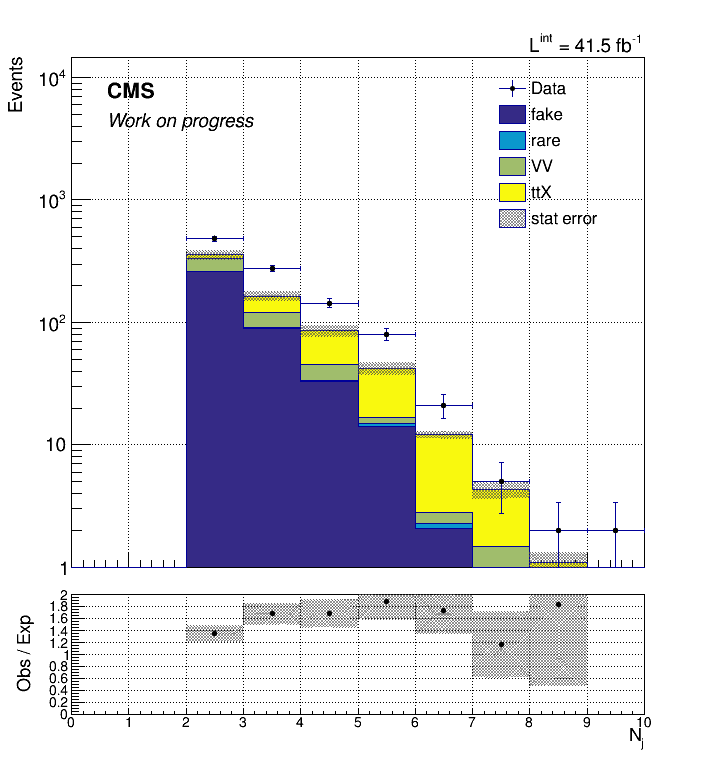 L^int = 41.5 fb^-1
Events
10^4
10^3
10^2
10
1
CMS
Work on progress
Data
fake
rare
VV
ttX
stat error
Obs / Exp
2
1.8
1.6
1.4
1.2
1
0.8
0.6
0.4
0.2
0
0 1 2 3 4 5 6 7 8 9 10
N_j